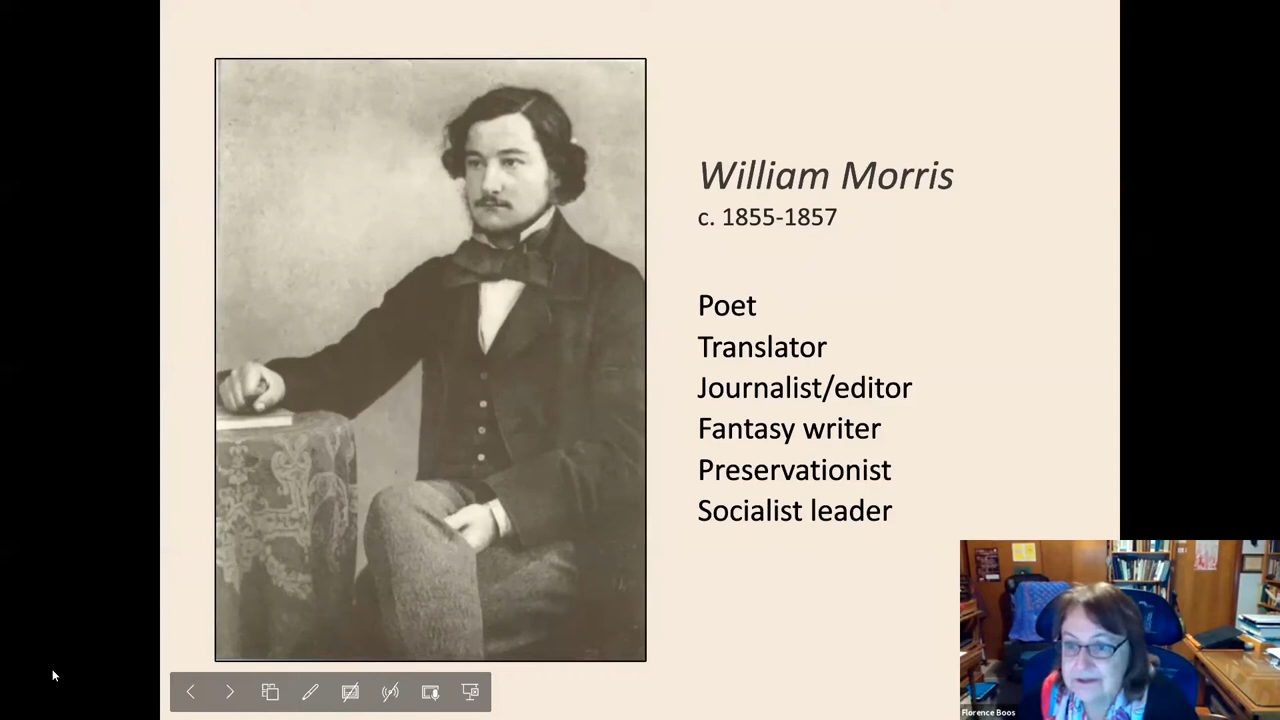 William Morris
c. 1855-1857
Poet
Translator
Journalist/editor
Fantasy writer
Preservationist
Socialist leader
Florence Boos